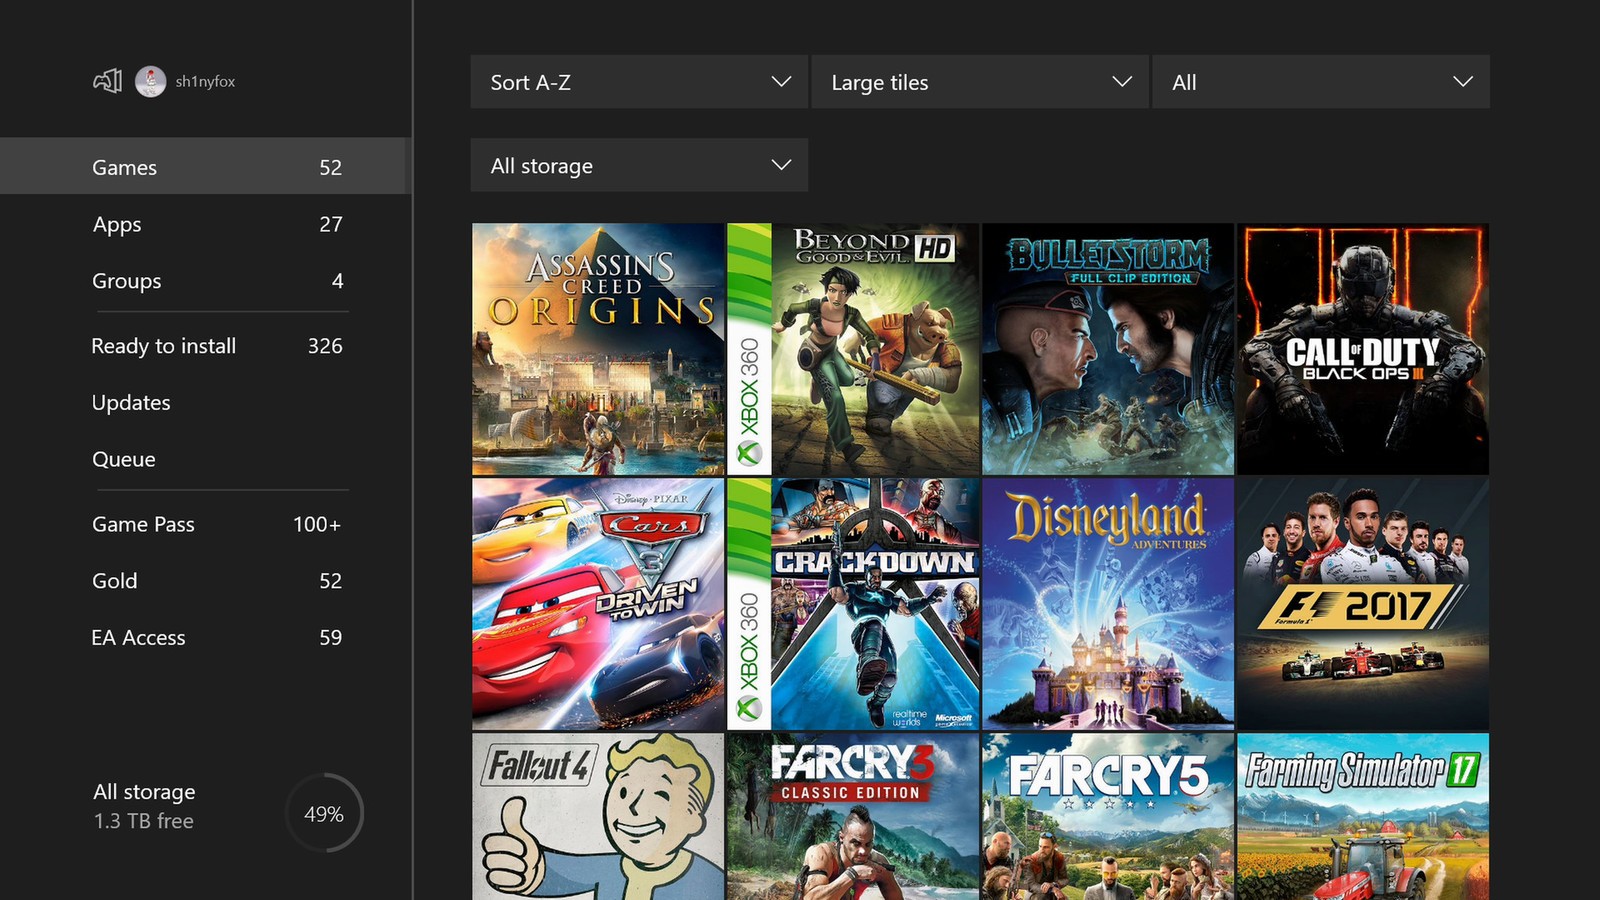 sh1nyfox
Games 52
Apps 27
Groups 4
Ready to install 326
Updates
Queue
Game Pass 100+
Gold 52
EA Access 59
All storage
1.3 TB free
49%
Sort A-Z
Large tiles
All
All storage
ASSASSIN'S
CREED
ORIGINS
XBOX 360
BEYOND
GOOD & EVIL HD
BULLETSTORM
FULL CLIP EDITION
CALL OF DUTY
BLACK OPS III
Disney·PIXAR
Cars
3
DRIVEN
TO WIN
XBOX 360
CRACKDOWN
realtime
worlds
Microsoft
game studios
Disneyland
ADVENTURES
F1 2017
Formula 1
Fallout 4
FARCRY 3
CLASSIC EDITION
FARCRY 5
Farming Simulator 17